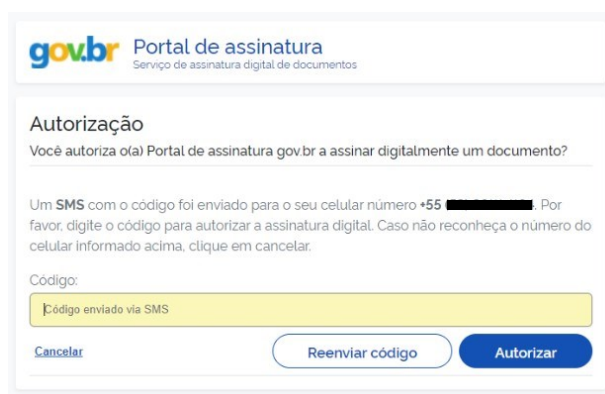 gov.br Portal de assinatura
Serviço de assinatura digital de documentos
Autorização
Você autoriza o(a) Portal de assinatura gov.br a assinar digitalmente um documento?
Um SMS com o código foi enviado para o seu celular número +55 . Por
favor, digite o código para autorizar a assinatura digital. Caso não reconheça o número do
celular informado acima, clique em cancelar.
Código:
Código enviado via SMS
Cancelar Reenviar código Autorizar